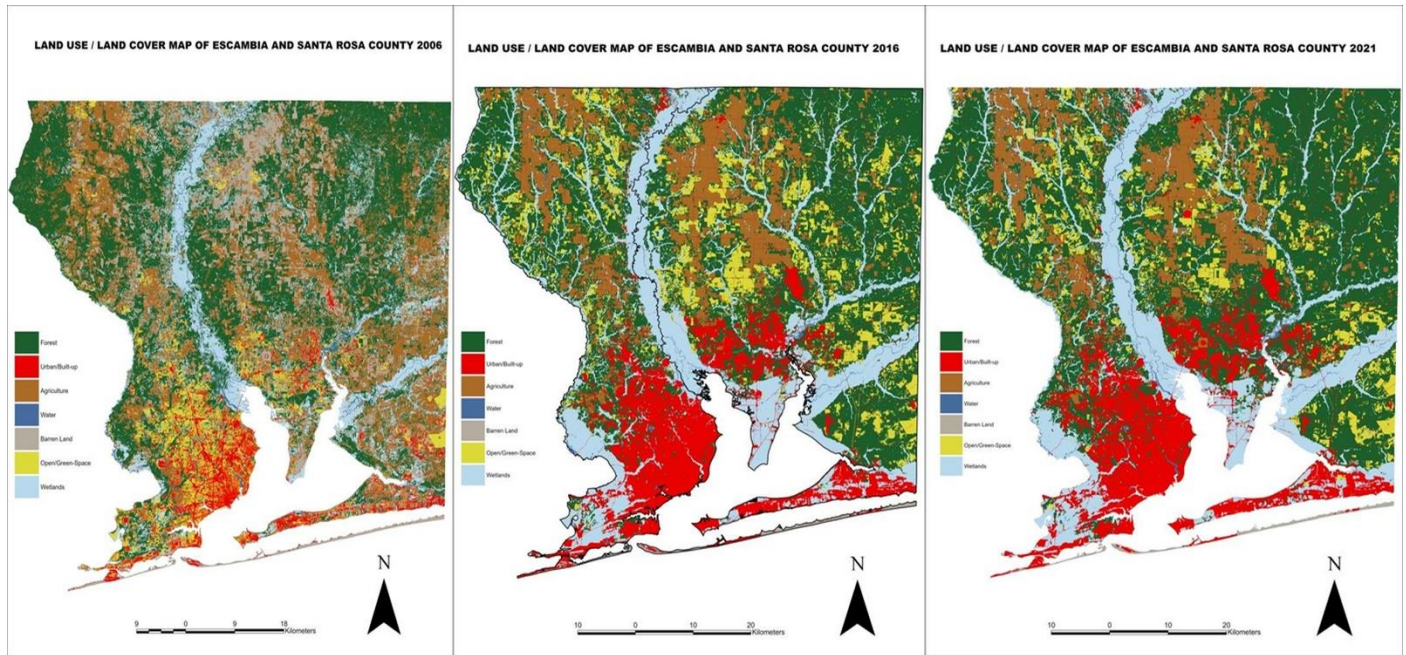 LAND USE / LAND COVER MAP OF ESCAMBIA AND SANTA ROSA COUNTY 2006
Forest
Urban/Built-up
Agriculture
Water
Barren Land
Open/Green-Space
Wetlands
N
9 0 9 18
Kilometers
LAND USE / LAND COVER MAP OF ESCAMBIA AND SANTA ROSA COUNTY 2016
Forest
Urban/Built-up
Agriculture
Water
Barren Land
Open/Green-Space
Wetlands
N
10 0 10 20
Kilometers
LAND USE / LAND COVER MAP OF ESCAMBIA AND SANTA ROSA COUNTY 2021
Forest
Urban/Built-up
Agriculture
Water
Barren Land
Open/Green-Space
Wetlands
N
10 0 10 20
Kilometers